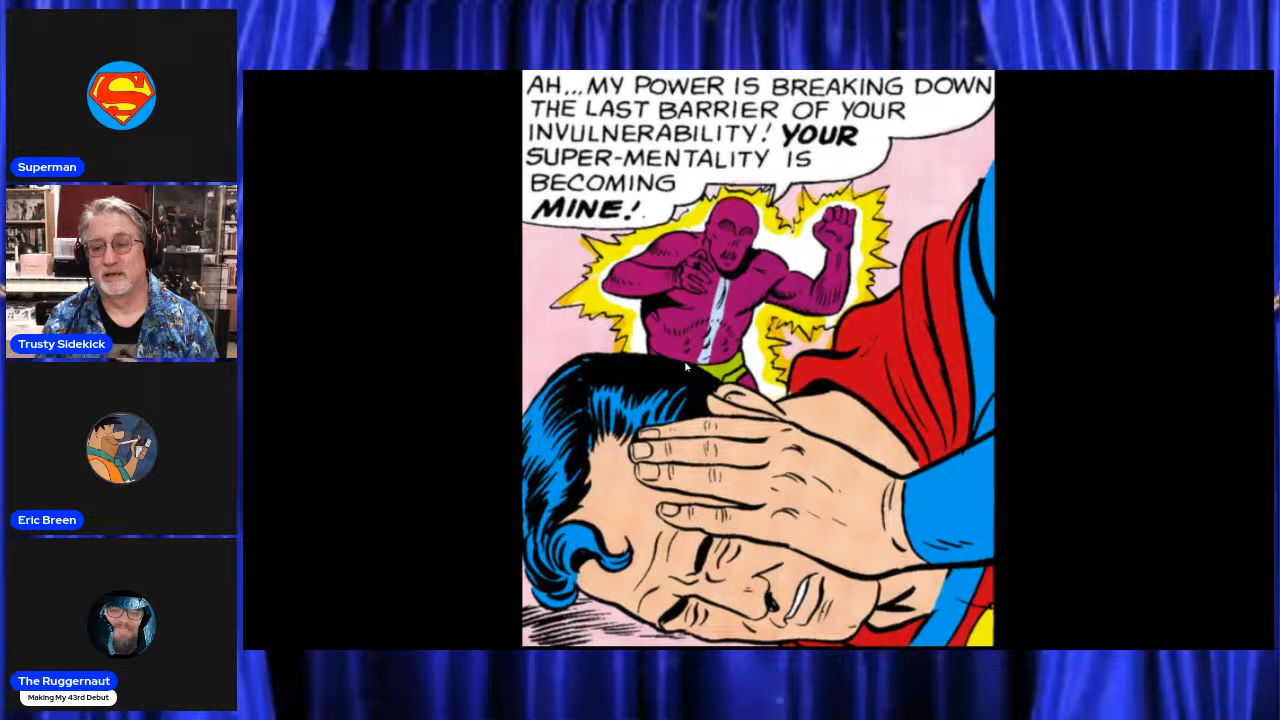 Superman
Trusty Sidekick
Eric Breen
The Ruggernaut
Making My 43rd Debut
AH...MY POWER IS BREAKING DOWN
THE LAST BARRIER OF YOUR
INVULNERABILITY! YOUR
SUPER-MENTALITY IS
BECOMING
MINE!